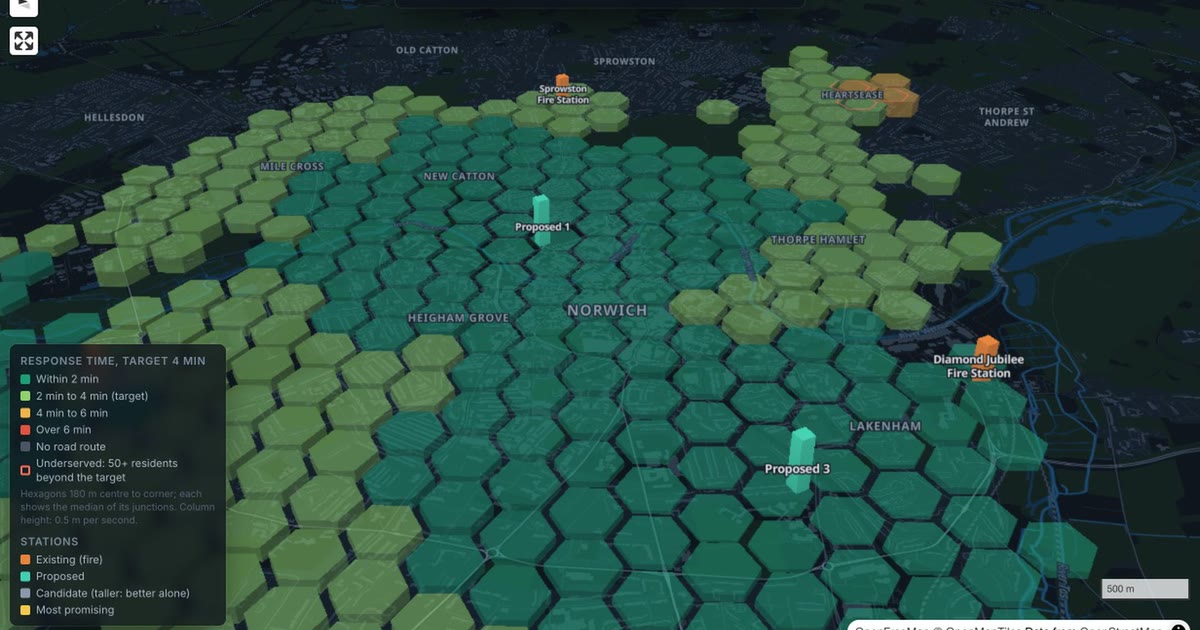 OLD CATTON
SPROWSTON
Sprowston
Fire Station
HEARTSEASE
HELLESDON
THORPE ST
ANDREW
MILE CROSS
NEW CATTON
Proposed 1
THORPE HAMLET
NORWICH
HEIGHAM GROVE
Diamond Jubilee
Fire Station
LAKENHAM
Proposed 3
RESPONSE TIME, TARGET 4 MIN
Within 2 min
2 min to 4 min (target)
4 min to 6 min
Over 6 min
No road route
Underserved: 50+ residents
beyond the target
Hexagons 180 m centre to corner; each
shows the median of its junctions. Column
height: 0.5 m per second.
STATIONS
Existing (fire)
Proposed
Candidate (taller: better alone)
Most promising
500 m